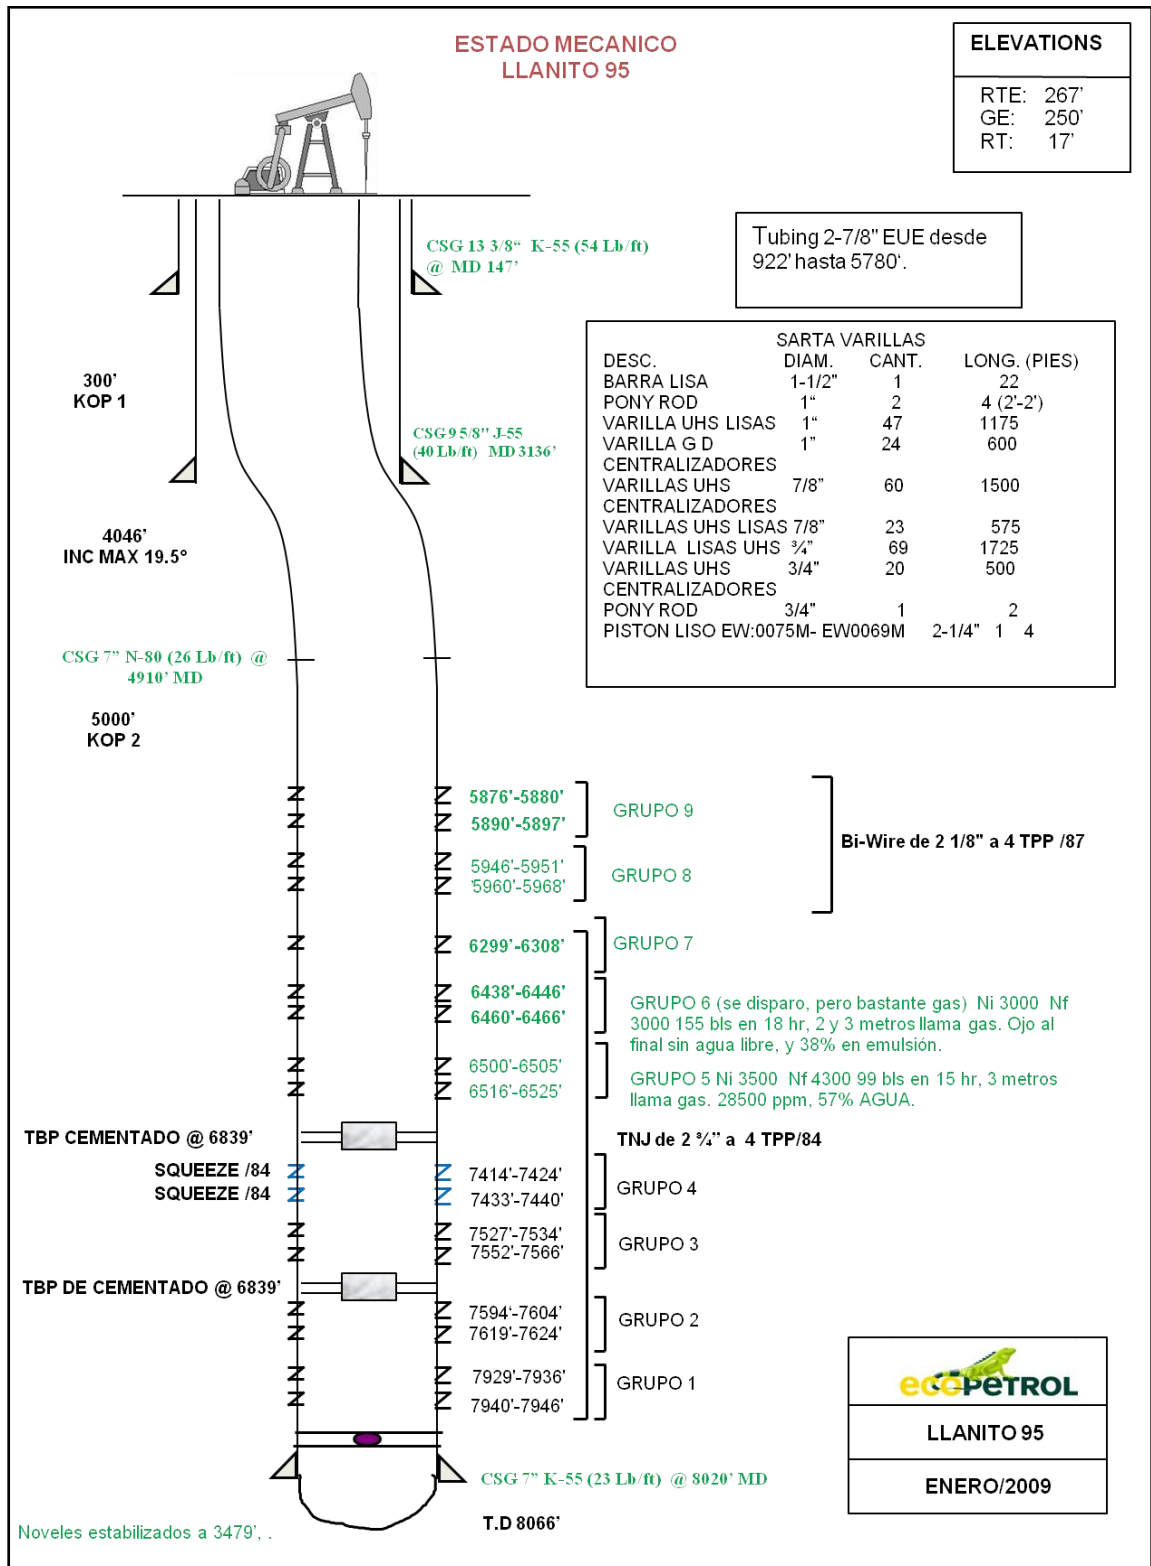 ESTADO MECANICO
LLANITO 95
ELEVATIONS
RTE: 267'
GE: 250'
RT: 17'
Tubing 2-7/8" EUE desde
922' hasta 5780'.
CSG 13 3/8“ K-55 (54 Lb/ft)
@ MD 147'
SARTA VARILLAS
DESC. DIAM. CANT. LONG. (PIES)
BARRA LISA 1-1/2" 1 22
PONY ROD 1“ 2 4 (2'-2')
VARILLA UHS LISAS 1“ 47 1175
VARILLA G D 1” 24 600
CENTRALIZADORES
VARILLAS UHS 7/8” 60 1500
CENTRALIZADORES
VARILLAS UHS LISAS 7/8” 23 575
VARILLA LISAS UHS ¾” 69 1725
VARILLAS UHS 3/4" 20 500
CENTRALIZADORES
PONY ROD 3/4" 1 2
PISTON LISO EW:0075M- EW0069M 2-1/4" 1 4
300’
KOP 1
CSG 9 5/8" J-55
(40 Lb/ft) MD 3136’
4046’
INC MAX 19.5°
CSG 7” N-80 (26 Lb/ft) @
4910’ MD
5000’
KOP 2
5876'-5880'
5890'-5897'
GRUPO 9
Bi-Wire de 2 1/8" a 4 TPP /87
5946'-5951'
'5960'-5968'
GRUPO 8
6299'-6308'
GRUPO 7
6438'-6446'
6460'-6466'
GRUPO 6 (se disparo, pero bastante gas) Ni 3000 Nf
3000 155 bls en 18 hr, 2 y 3 metros llama gas. Ojo al
final sin agua libre, y 38% en emulsión.
6500'-6505'
6516'-6525'
GRUPO 5 Ni 3500 Nf 4300 99 bls en 15 hr, 3 metros
llama gas. 28500 ppm, 57% AGUA.
TBP CEMENTADO @ 6839’
TNJ de 2 ¾” a 4 TPP/84
SQUEEZE /84
SQUEEZE /84
7414'-7424'
7433'-7440'
GRUPO 4
7527'-7534'
7552'-7566'
GRUPO 3
TBP DE CEMENTADO @ 6839’
7594‘-7604'
7619'-7624'
GRUPO 2
7929'-7936'
7940'-7946'
GRUPO 1
ecoPETROL
LLANITO 95
ENERO/2009
CSG 7” K-55 (23 Lb/ft) @ 8020’ MD
T.D 8066’
Noveles estabilizados a 3479’, .